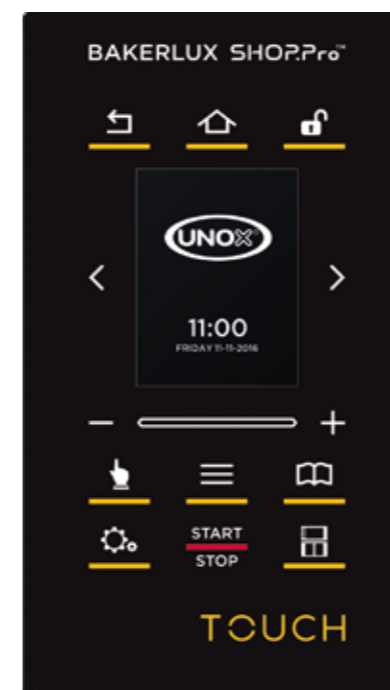 BAKERLUX SHOP.Pro™
UNOX®
11:00
FRIDAY 11-11-2016
START
STOP
TOUCH